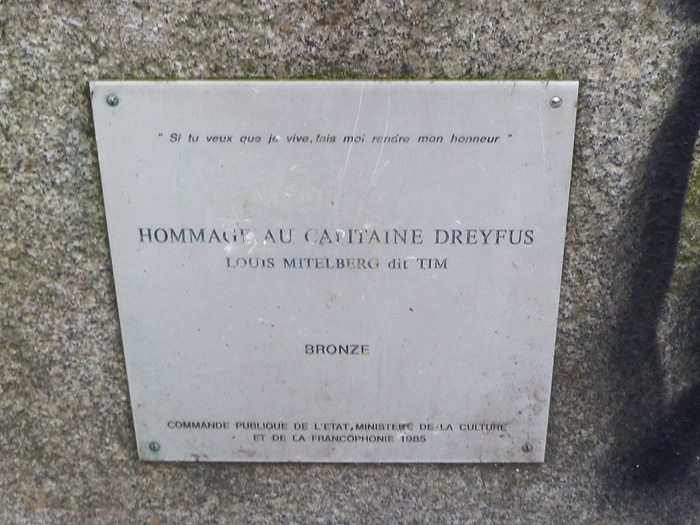 " Si tu veux que je vive, fais moi rendre mon honneur "
HOMMAGE AU CAPITAINE DREYFUS
LOUIS MITELBERG dit TIM
BRONZE
COMMANDE PUBLIQUE DE L'ETAT, MINISTERE DE LA CULTURE
ET DE LA FRANCOPHONIE 1985